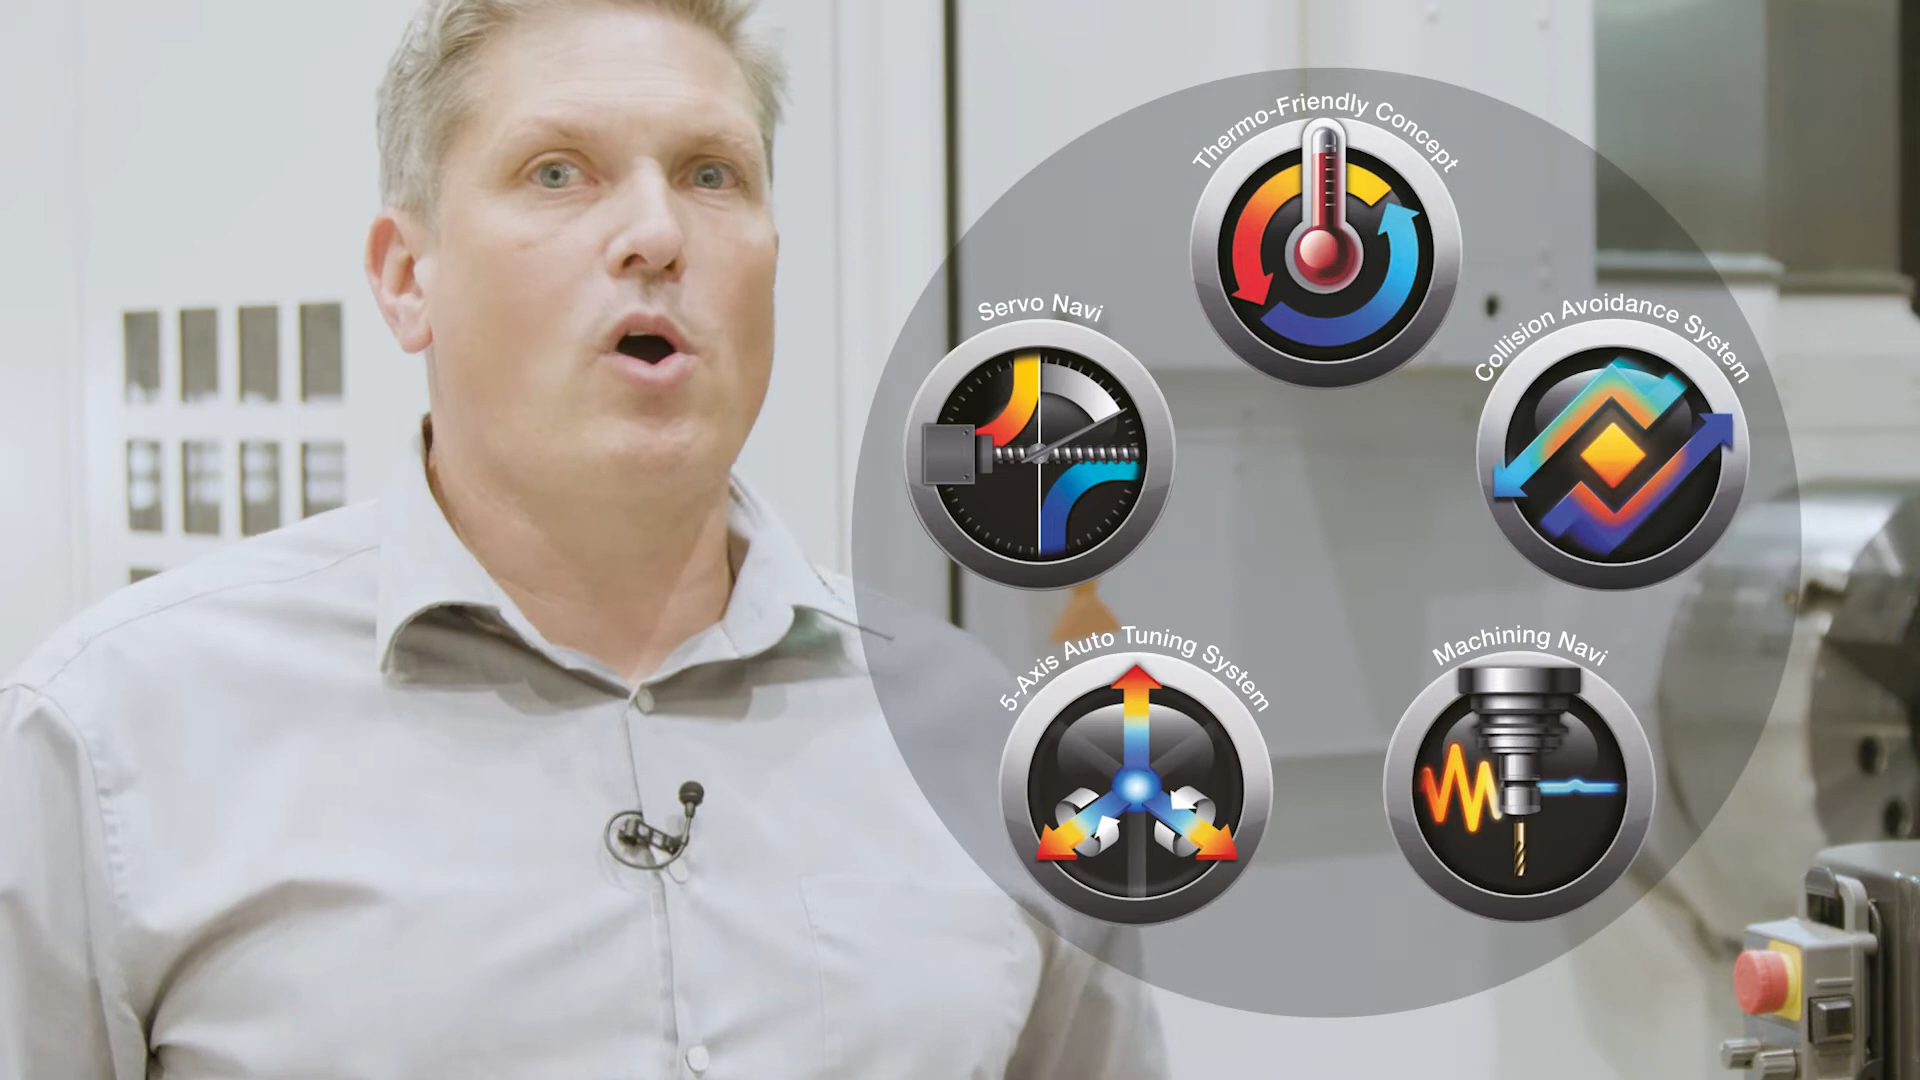 Thermo-Friendly Concept
Servo Navi
Collision Avoidance System
5-Axis Auto Tuning System
Machining Navi